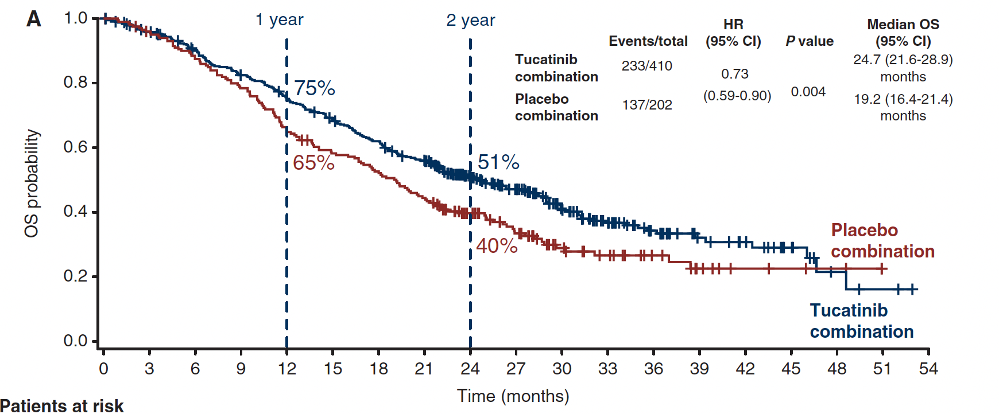 A
1 year
2 year
HR
Median OS
Events/total
(95% CI)
P value
(95% CI)
Tucatinib
combination
233/410
24.7 (21.6-28.9)
months
0.73
(0.59-0.90)
0.004
Placebo
combination
137/202
19.2 (16.4-21.4)
months
OS probability
1.0
0.8
0.6
0.4
0.2
0.0
75%
65%
51%
40%
Placebo
combination
Tucatinib
combination
0 3 6 9 12 15 18 21 24 27 30 33 36 39 42 45 48 51 54
Time (months)
Patients at risk